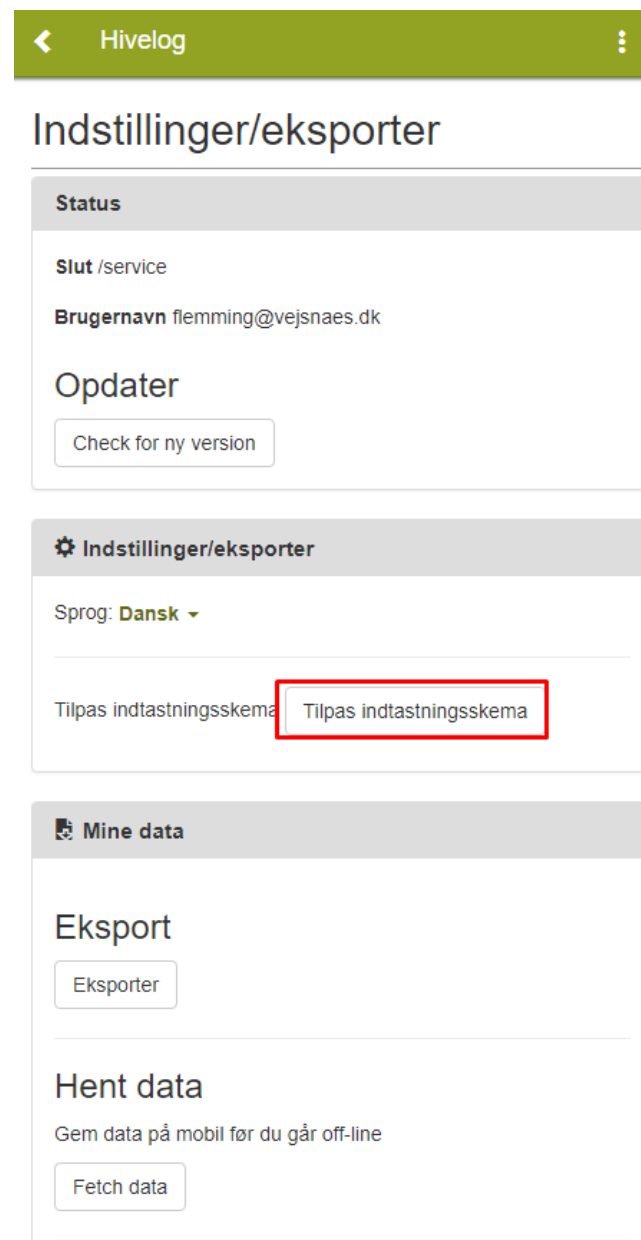 Hivelog
Indstillinger/eksporter
Status
Slut /service
Brugernavn flemming@vejsnaes.dk
Opdater
Check for ny version
Indstillinger/eksporter
Sprog: Dansk
Tilpas indtastningsskema Tilpas indtastningsskema
Mine data
Eksport
Eksporter
Hent data
Gem data på mobil før du går off-line
Fetch data